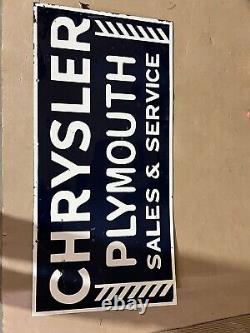 CHRYSLER
PLYMOUTH
SALES & SERVICE